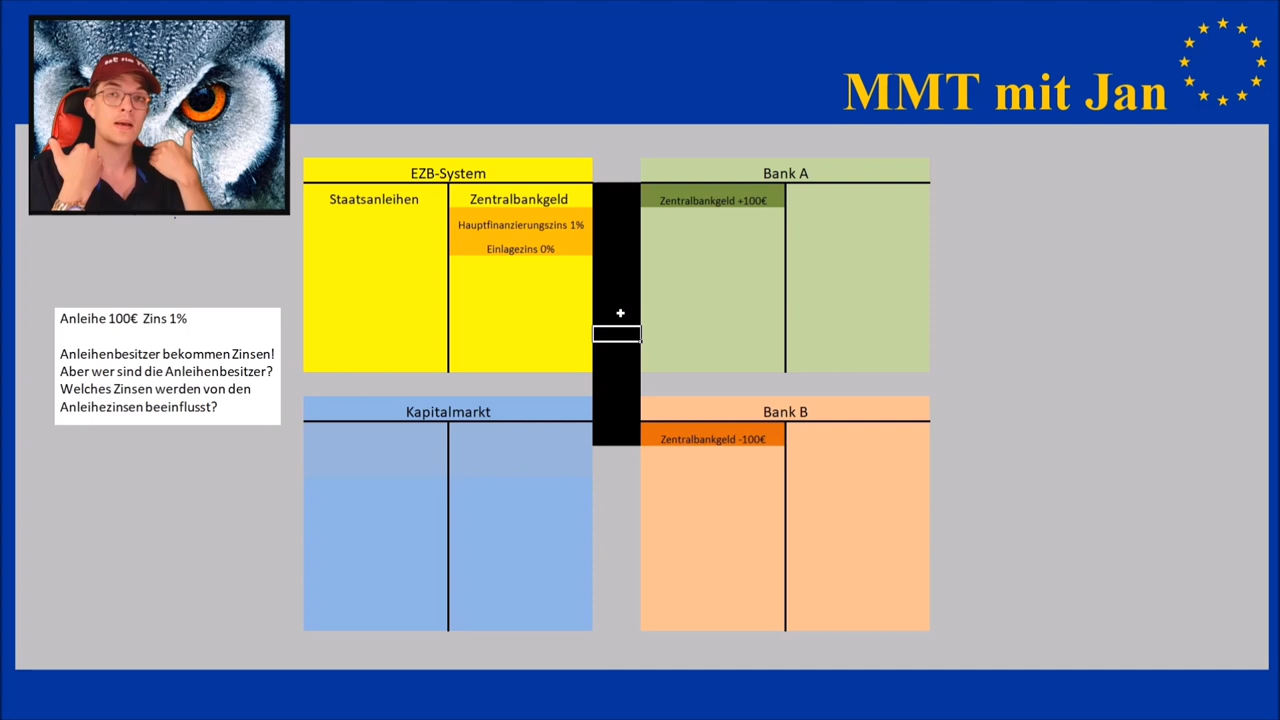 MMT mit Jan
EZB-System
Staatsanleihen
Zentralbankgeld
Hauptfinanzierungszins 1%
Einlagezins 0%
Bank A
Zentralbankgeld +100€
Anleihe 100€ Zins 1%
Anleihenbesitzer bekommen Zinsen!
Aber wer sind die Anleihenbesitzer?
Welches Zinsen werden von den
Anleihezinsen beeinflusst?
Kapitalmarkt
Bank B
Zentralbankgeld -100€